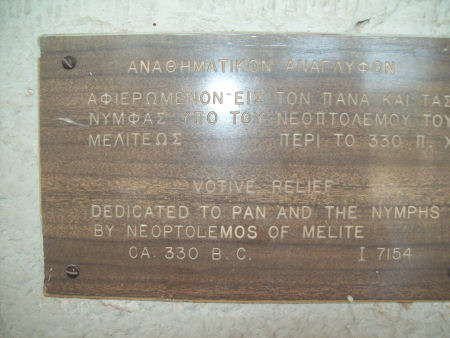 ΑΝΑΘΗΜΑΤΙΚΟΝ ΑΝΑΓΛΥΦΟΝ
ΑΦΙΕΡΩΜΕΝΟΝ ΕΙΣ ΤΟΝ ΠΑΝΑ ΚΑΙ ΤΑΣ
ΝΥΜΦΑΣ ΥΠΟ ΤΟΥ ΝΕΟΠΤΟΛΕΜΟΥ ΤΟΥ
ΜΕΛΙΤΕΩΣ ΠΕΡΙ ΤΟ 330 Π. Χ
VOTIVE RELIEF
DEDICATED TO PAN AND THE NYMPHS
BY NEOPTOLEMOS OF MELITE
CA. 330 B. C. I 7154